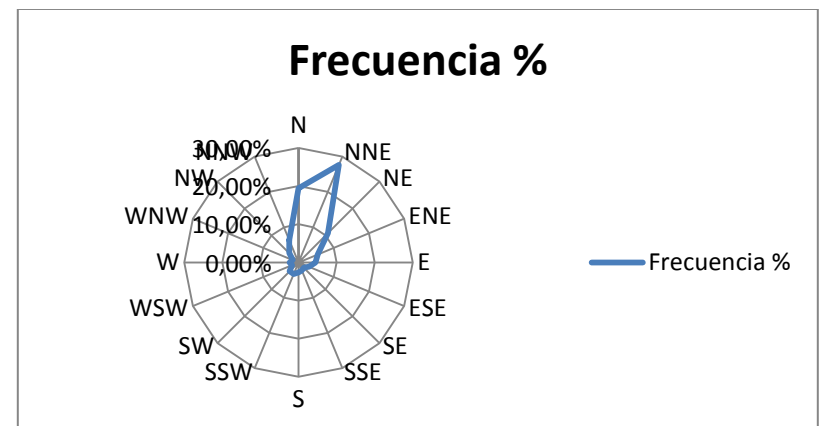 Frecuencia %
N
NNE
NE
ENE
E
ESE
SE
SSE
S
SSW
SW
WSW
W
WNW
NW
NNW
30,00%
20,00%
10,00%
0,00%
Frecuencia %